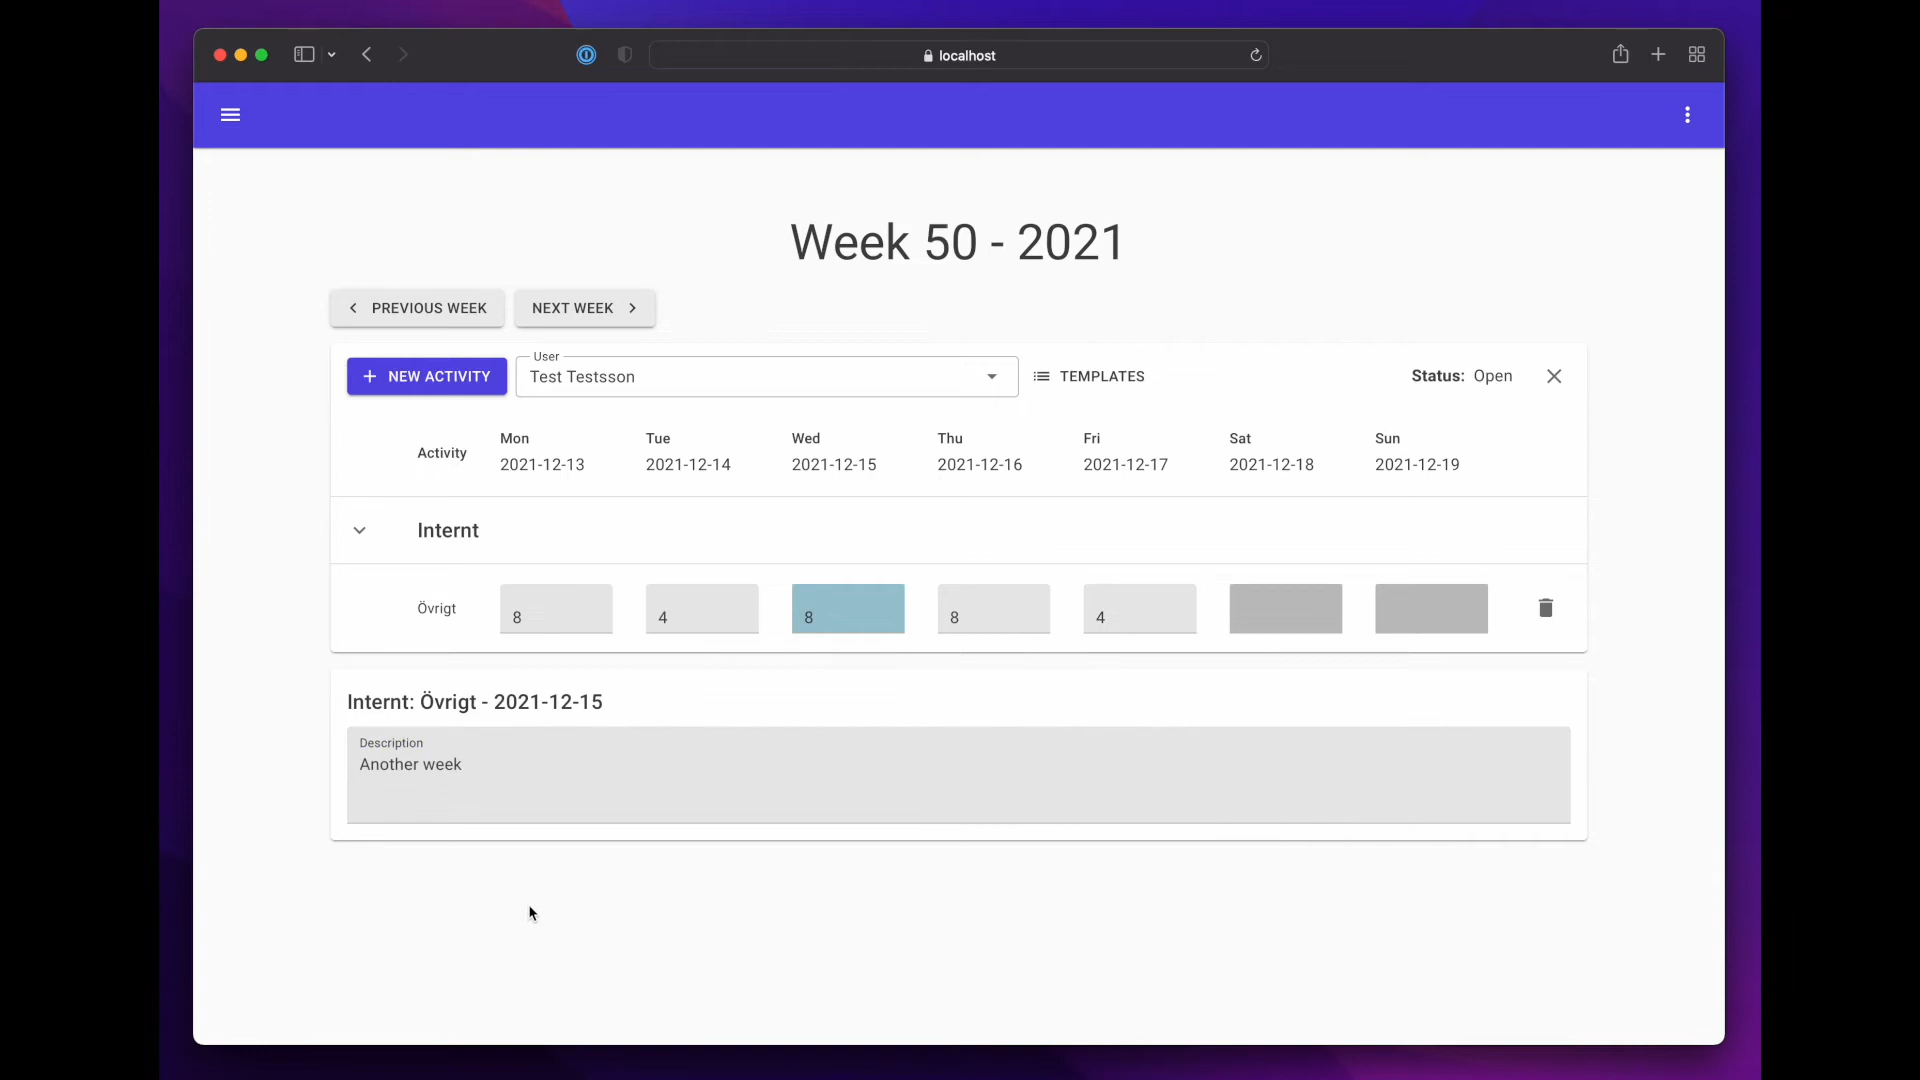 localhost
Week 50 - 2021
PREVIOUS WEEK
NEXT WEEK
NEW ACTIVITY
User
Test Testsson
TEMPLATES
Status: Open
Activity
Mon
2021-12-13
Tue
2021-12-14
Wed
2021-12-15
Thu
2021-12-16
Fri
2021-12-17
Sat
2021-12-18
Sun
2021-12-19
Internt
Övrigt
8
4
8
8
4
Internt: Övrigt - 2021-12-15
Description
Another week